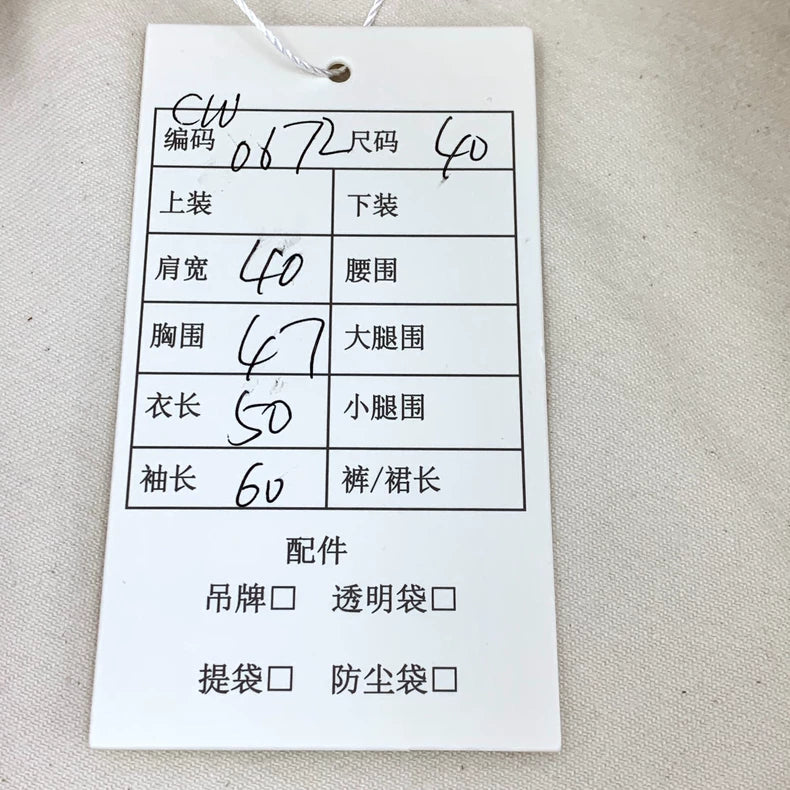 CW
编码 0672 尺码 40
上装 下装
肩宽 40 腰围
胸围 47 大腿围
衣长 50 小腿围
袖长 60 裤/裙长
配件
吊牌□ 透明袋□
提袋□ 防尘袋□